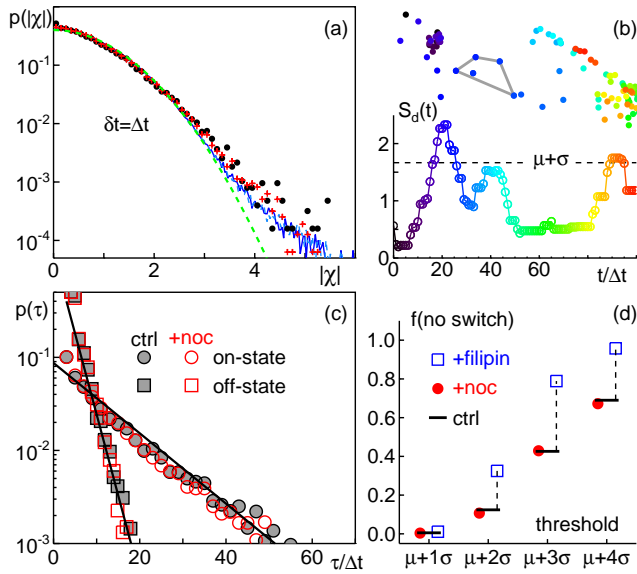 p(|χ|)
(a)
10⁻¹
10⁻²
10⁻³
10⁻⁴
δt=Δt
0
2
4
|χ|
(b)
S_d(t)
μ+σ
2
1
0
0
20
40
60
t/Δt
p(τ)
(c)
ctrl
+noc
on-state
off-state
10⁻¹
10⁻²
10⁻³
0
20
40
60
τ/Δt
f(no switch)
(d)
1.0
0.8
0.6
0.4
0.2
0.0
+filipin
+noc
ctrl
threshold
μ+1σ
μ+2σ
μ+3σ
μ+4σ